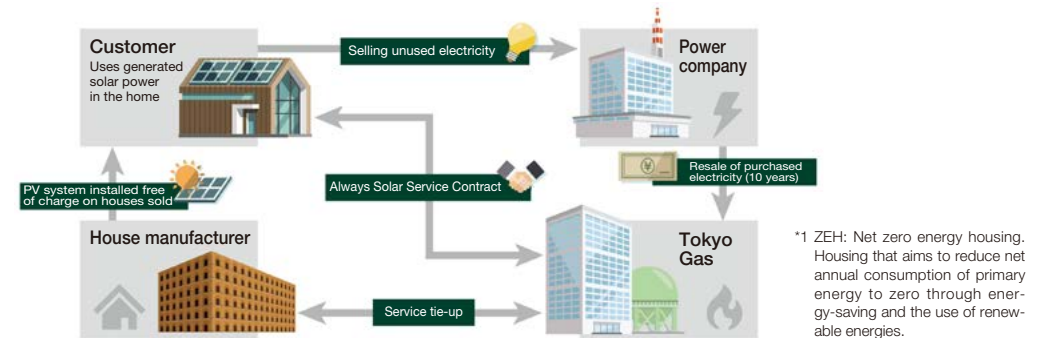 Customer
Uses generated
solar power
in the home
Selling unused electricity
Power
company
PV system installed free
of charge on houses sold
Always Solar Service Contract
Resale of purchased
electricity (10 years)
House manufacturer
Service tie-up
Tokyo
Gas
*1 ZEH: Net zero energy housing.
Housing that aims to reduce net
annual consumption of primary
energy to zero through ener-
gy-saving and the use of renew-
able energies.